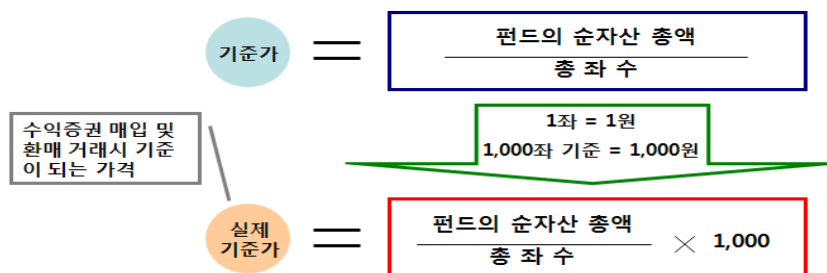 기준가
=
펀드의 순자산 총액
총 좌 수
수익증권 매입 및
환매 거래시 기준
이 되는 가격
1좌 = 1원
1,000좌 기준 = 1,000원
실제
기준가
=
펀드의 순자산 총액
총 좌 수
× 1,000